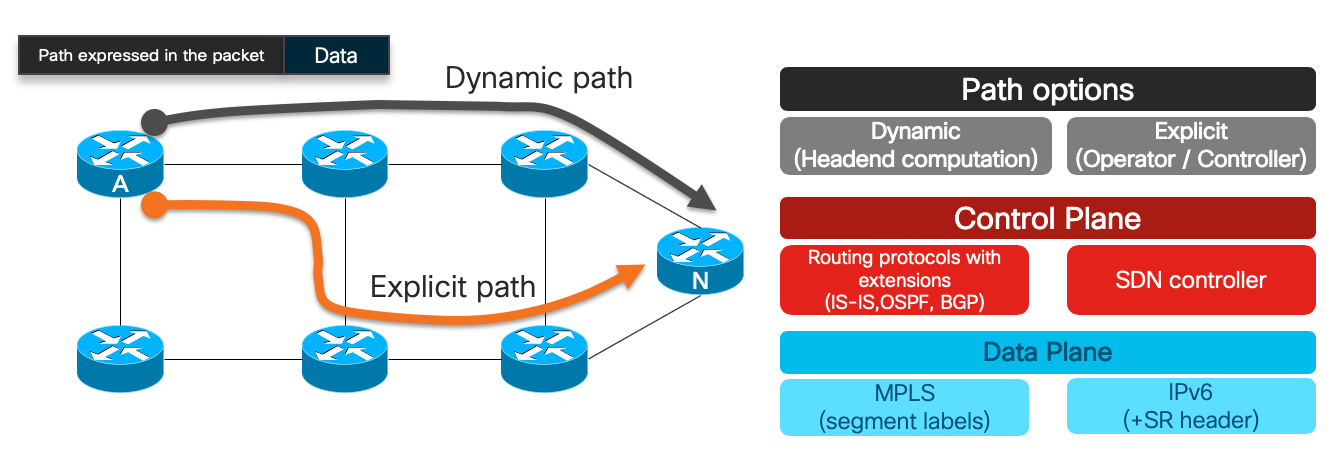 Path expressed in the packet
Data
Dynamic path
A
Explicit path
N
Path options
Dynamic
(Headend computation)
Explicit
(Operator / Controller)
Control Plane
Routing protocols with
extensions
(IS-IS,OSPF, BGP)
SDN controller
Data Plane
MPLS
(segment labels)
IPv6
(+SR header)